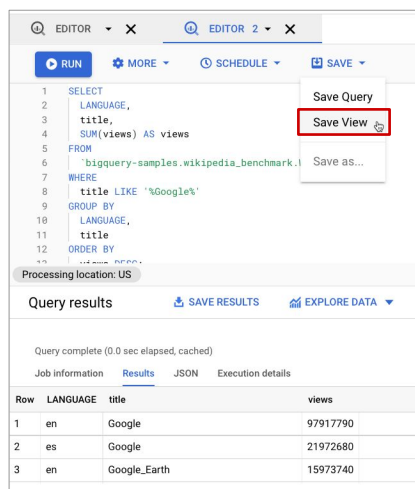 EDITOR
EDITOR 2
RUN MORE SCHEDULE SAVE
Save Query
Save View
Save as...
1 SELECT
2 LANGUAGE,
3 title,
4 SUM(views) AS views
5 FROM
6 `bigquery-samples.wikipedia_benchmark.
7 WHERE
8 title LIKE '%Google%'
9 GROUP BY
10 LANGUAGE,
11 title
12 ORDER BY
Processing location: US
Query results SAVE RESULTS EXPLORE DATA
Query complete (0.0 sec elapsed, cached)
Job information Results JSON Execution details
Row LANGUAGE title views
1 en Google 97917790
2 es Google 21972680
3 en Google_Earth 15973740